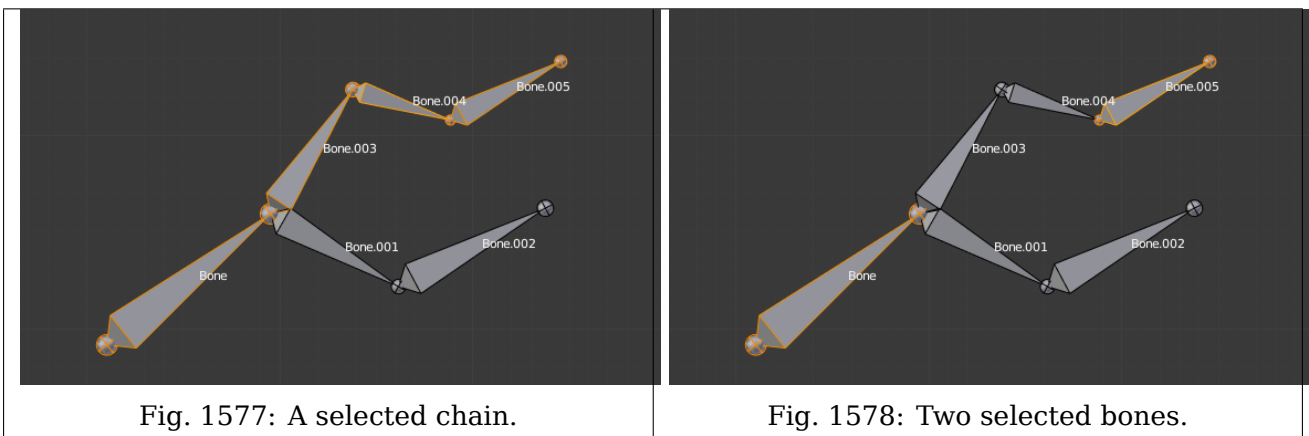 Bone.005
Bone.004
Bone.003
Bone.001
Bone.002
Bone
Fig. 1577: A selected chain.
Bone.005
Bone.004
Bone.003
Bone.001
Bone.002
Bone
Fig. 1578: Two selected bones.